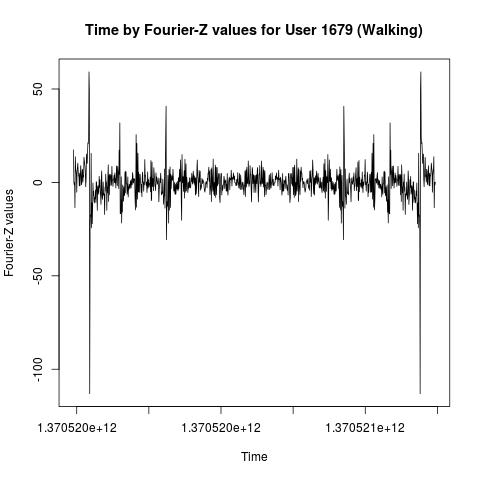 Time by Fourier-Z values for User 1679 (Walking)
50
0
-50
-100
Fourier-Z values
1.370520e+12 1.370520e+12 1.370521e+12
Time